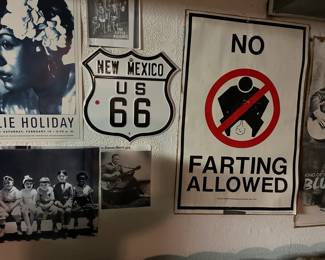 LIE HOLIDAY
NEW MEXICO
US
66
NO
FARTING
ALLOWED